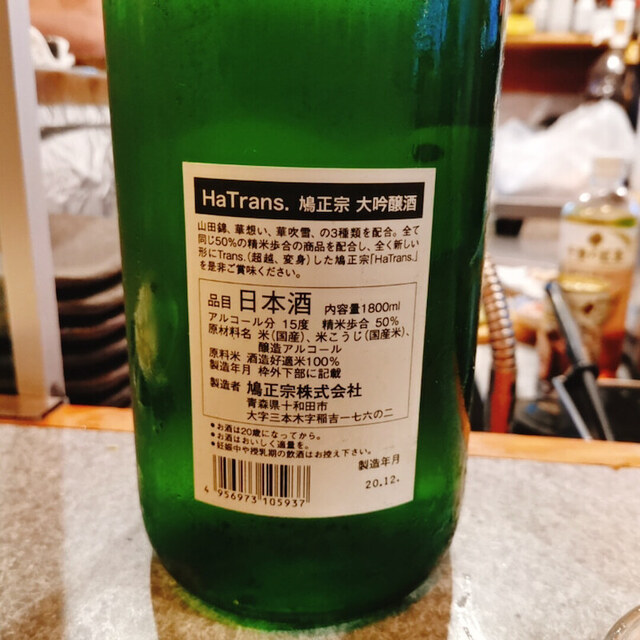 HaTrans. 鳩正宗 大吟醸酒
山田錦、華想い、華吹雪、の3種類を配合。全て
同じ50%の精米歩合の商品を配合し、全く新しい
形にTrans.(超越、変身)した鳩正宗「HaTrans.」
を是非ご賞味ください。
品目 日本酒 内容量1800ml
アルコール分 15度 精米歩合 50%
原材料名 米(国産)、米こうじ(国産米)、
醸造アルコール
原料米 酒造好適米100%
製造年月 枠外下部に記載
製造者 鳩正宗株式会社
青森県十和田市
大字三本木字稲吉一七六の二
●お酒は20歳になってから。
●お酒はおいしく適量を。
●妊娠中や授乳期の飲酒はお控え下さい。
製造年月
20.12.
4 956973 105937